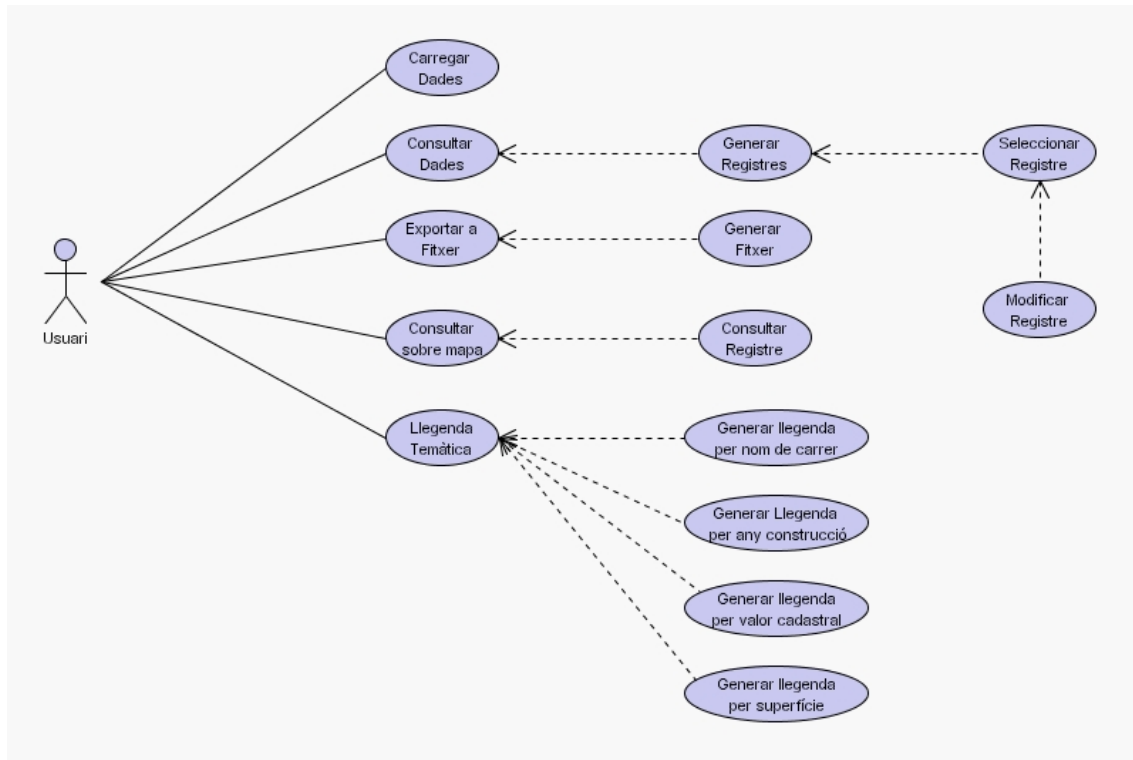 Carregar
Dades
Consultar
Dades
Generar
Registres
Seleccionar
Registre
Exportar a
Fitxer
Generar
Fitxer
Usuari
Modificar
Registre
Consultar
sobre mapa
Consultar
Registre
Llegenda
Temàtica
Generar llegenda
per nom de carrer
Generar Llegenda
per any construcció
Generar llegenda
per valor cadastral
Generar llegenda
per superfície